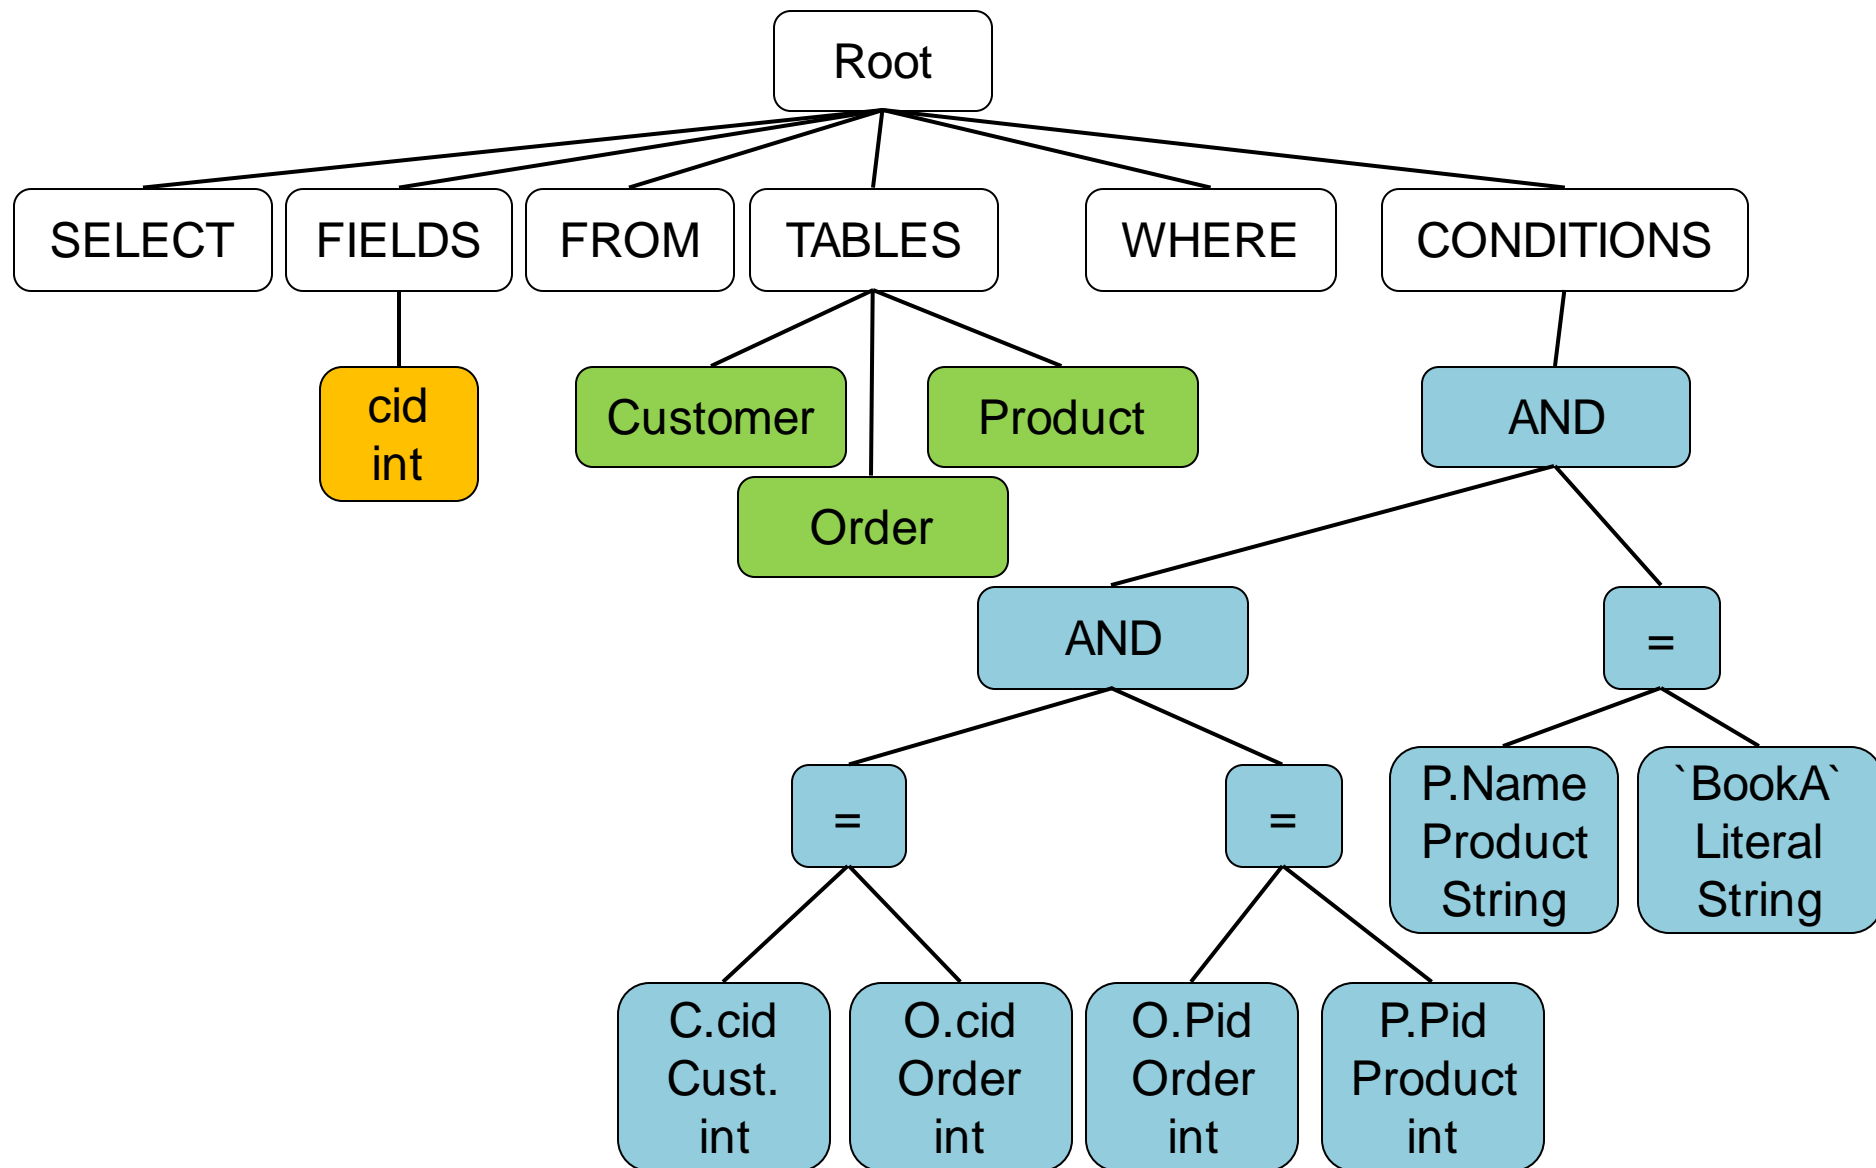 Root
SELECT
FIELDS
FROM
TABLES
WHERE
CONDITIONS
cid
int
Customer
Product
Order
AND
AND
=
=
=
P.Name
Product
String
`BookA`
Literal
String
C.cid
Cust.
int
O.cid
Order
int
O.Pid
Order
int
P.Pid
Product
int